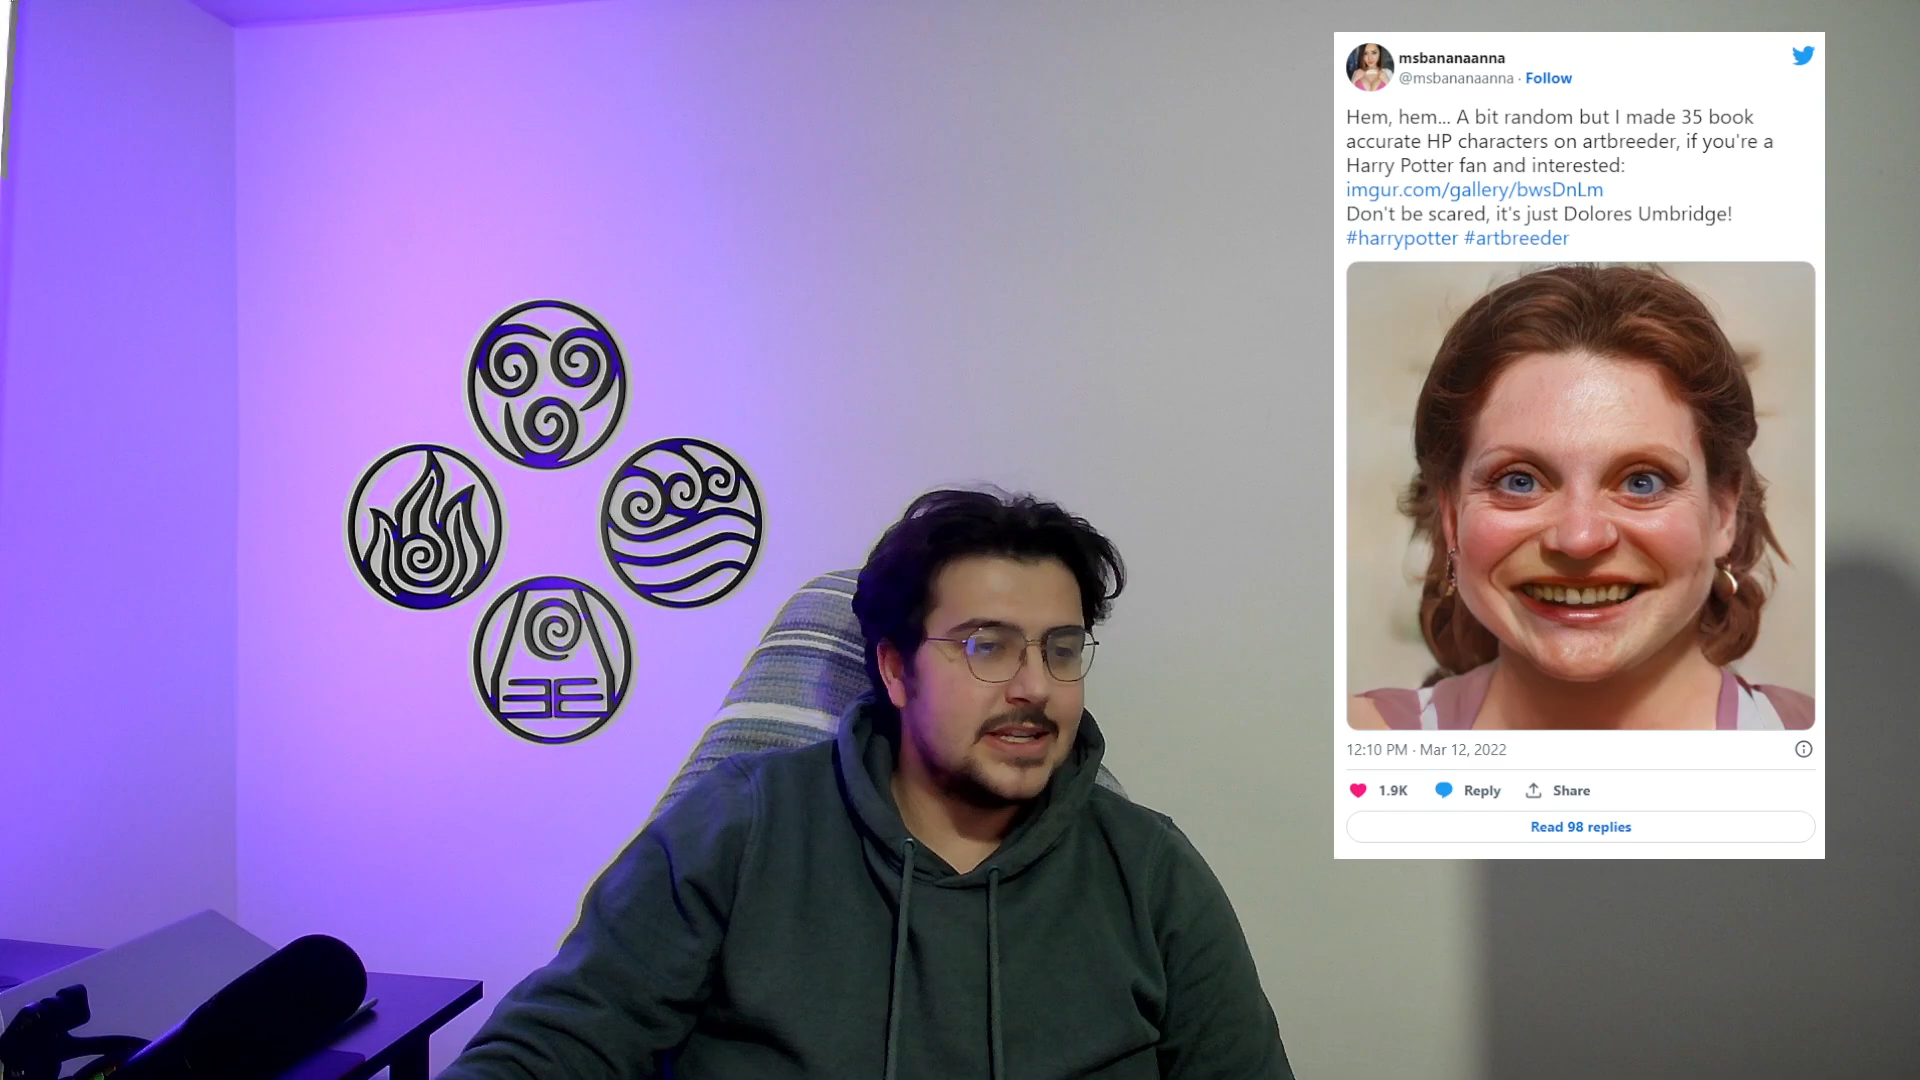 msbananaanna
@msbananaanna · Follow
Hem, hem... A bit random but I made 35 book
accurate HP characters on artbreeder, if you're a
Harry Potter fan and interested:
imgur.com/gallery/bwsDnLm
Don't be scared, it's just Dolores Umbridge!
#harrypotter #artbreeder
12:10 PM · Mar 12, 2022
1.9K Reply Share
Read 98 replies